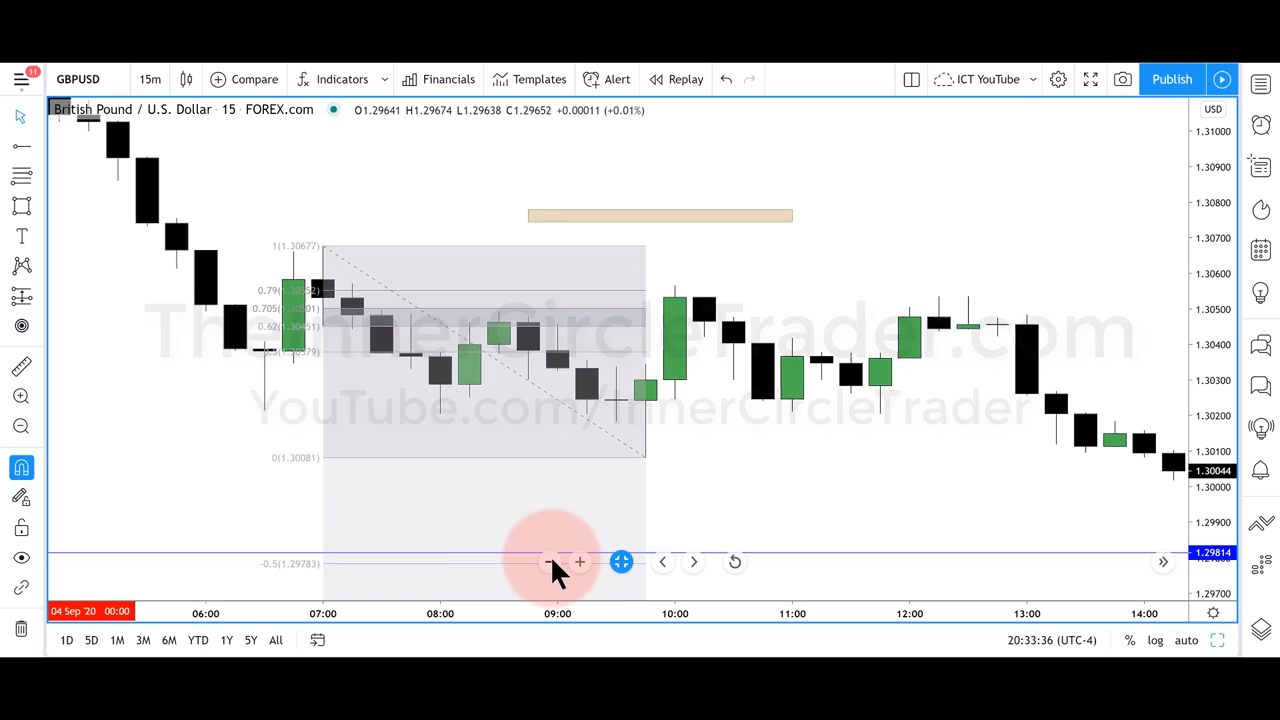 11
GBPUSD 15m Compare Indicators Financials Templates Alert Replay ICT YouTube Publish
British Pound / U.S. Dollar · 15 · FOREX.com O1.29641 H1.29674 L1.29638 C1.29652 +0.00011 (+0.01%)
USD
1.31000
1.30900
1.30800
1.30700
1(1.30677)
1.30600
1.30500
1.30400
1.30300
1.30200
1.30100
1.30044
1.30000
1.29900
1.29814
1.29700
0(1.30081)
-0.5(1.29783)
TheInnerCircleTrader.com
YouTube.com/InnerCircleTrader
04 Sep '20 00:00 06:00 07:00 08:00 09:00 10:00 11:00 12:00 13:00 14:00
1D 5D 1M 3M 6M YTD 1Y 5Y All 20:33:36 (UTC-4) % log auto